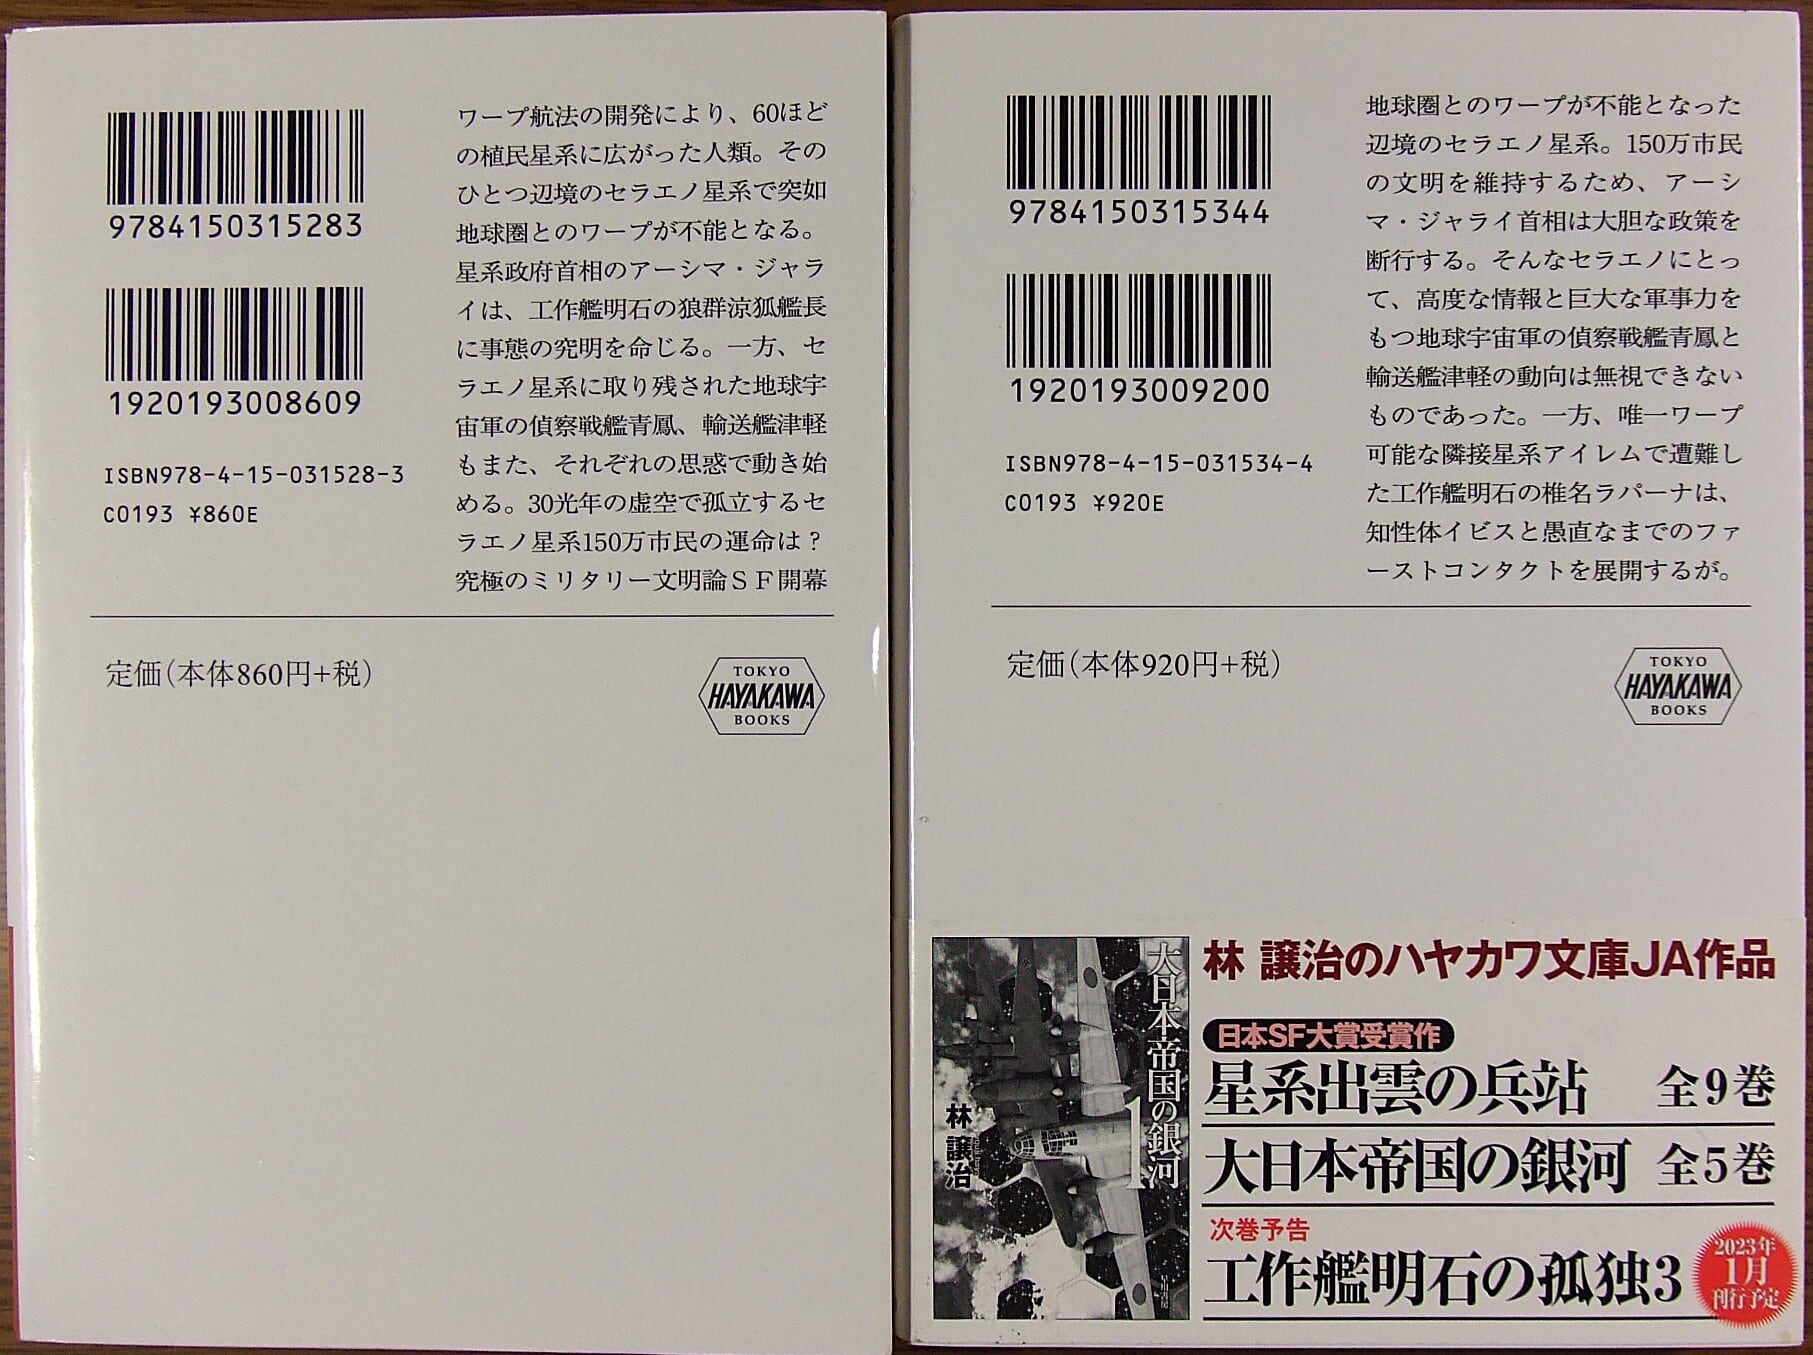 9784150315283
1920193008609
ISBN978-4-15-031528-3
C0193 ¥860E
ワープ航法の開発により、60ほど
の植民星系に広がった人類。その
ひとつ辺境のセラエノ星系で突如
地球圏とのワープが不能となる。
星系政府首相のアーシマ・ジャラ
イは、工作艦明石の狼群涼狐艦長
に事態の究明を命じる。一方、セ
ラエノ星系に取り残された地球宇
宙軍の偵察戦艦青鳳、輸送艦津軽
もまた、それぞれの思惑で動き始
める。30光年の虚空で孤立するセ
ラエノ星系150万市民の運命は？
究極のミリタリー文明論ＳＦ開幕
定価(本体860円+税)
TOKYO
HAYAKAWA
BOOKS
9784150315344
1920193009200
ISBN978-4-15-031534-4
C0193 ¥920E
地球圏とのワープが不能となった
辺境のセラエノ星系。150万市民
の文明を維持するため、アーシ
マ・ジャライ首相は大胆な政策を
断行する。そんなセラエノにとっ
て、高度な情報と巨大な軍事力を
もつ地球宇宙軍の偵察戦艦青鳳と
輸送艦津軽の動向は無視できない
ものであった。一方、唯一ワープ
可能な隣接星系アイレムで遭難し
た工作艦明石の椎名ラパーナは、
知性体イビスと愚直なまでのファ
ーストコンタクトを展開するが。
定価(本体920円+税)
TOKYO
HAYAKAWA
BOOKS
大日本帝国の銀河
1
林 譲治
林 譲治のハヤカワ文庫JA作品
日本SF大賞受賞作
星系出雲の兵站 全9巻
大日本帝国の銀河 全5巻
次巻予告
工作艦明石の孤独3
2023年
1月
刊行予定